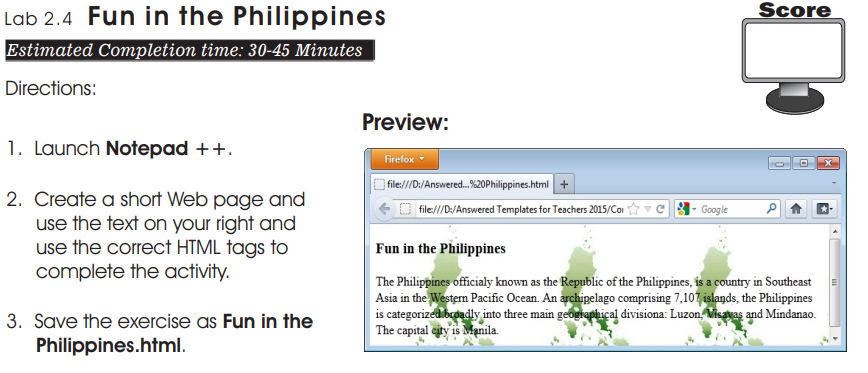 Lab 2.4 Fun in the Philippines
Score
Estimated Completion time: 30-45 Minutes
Directions:
1. Launch Notepad ++.
2. Create a short Web page and
use the text on your right and
use the correct HTML tags to
complete the activity.
3. Save the exercise as Fun in the
Philippines.html.
Preview:
Firefox
file:///D:/Answered...%20Philippines.html
file:///D:/Answered Templates for Teachers 2015/Cor
Google
Fun in the Philippines
The Philippines officialy known as the Republic of the Philippines, is a country in Southeast
Asia in the Western Pacific Ocean. An archipelago comprising 7,107 islands, the Philippines
is categorized broadly into three main geographical divisiona: Luzon, Visayas and Mindanao.
The capital city is Manila.